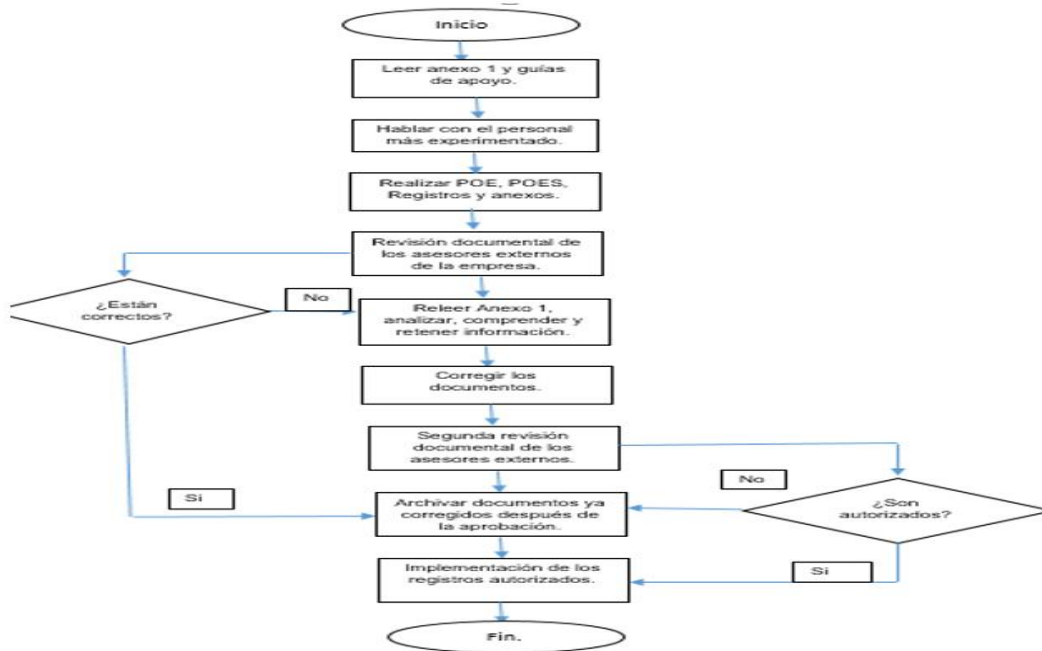 Inicio
Leer anexo 1 y guías
de apoyo.
Hablar con el personal
más experimentado.
Realizar POE, POES,
Registros y anexos.
Revisión documental de
los asesores externos
de la empresa.
¿Están
correctos?
No
Releer Anexo 1,
analizar, comprender y
retener información.
Corregir los
documentos.
Segunda revisión
documental de los
asesores externos.
No
Si
Archivar documentos ya
corregidos después de
la aprobación.
¿Son
autorizados?
Implementación de los
registros autorizados.
Si
Fin.